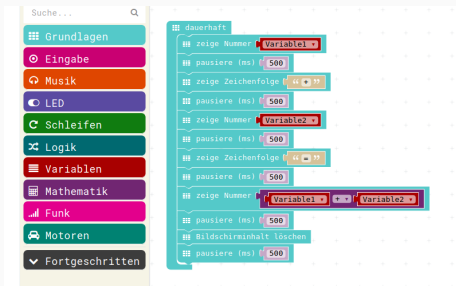 Suche...
Grundlagen
Eingabe
Musik
LED
Schleifen
Logik
Variablen
Mathematik
Funk
Motoren
Fortgeschritten
dauerhaft
zeige Nummer Variable1
pausiere (ms) 500
zeige Zeichenfolge " + "
pausiere (ms) 500
zeige Nummer Variable2
pausiere (ms) 500
zeige Zeichenfolge " = "
pausiere (ms) 500
zeige Nummer Variable1 + Variable2
pausiere (ms) 500
Bildschirminhalt löschen
pausiere (ms) 500